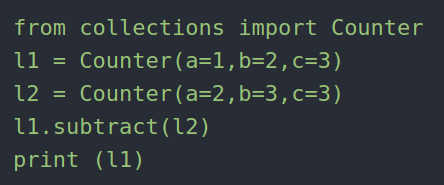 from collections import Counter
l1 = Counter(a=1,b=2,c=3)
l2 = Counter(a=2,b=3,c=3)
l1.subtract(l2)
print (l1)